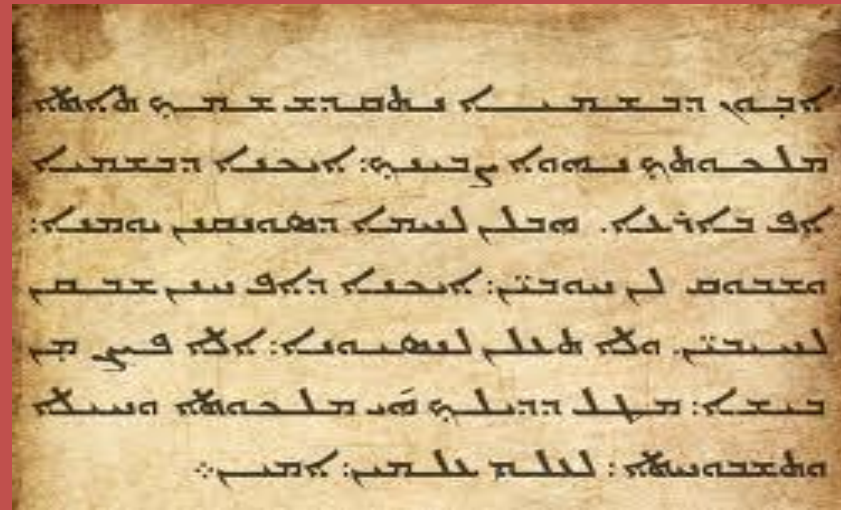 ܐܒܘܢ ܕܒܫܡܝܐ ܢܬܩܕܫ ܫܡܟ ܬܐܬܐ
ܡܠܟܘܬܟ ܢܗܘܐ ܨܒܝܢܟ: ܐܝܟܢܐ ܕܒܫܡܝܐ
ܐܦ ܒܐܪܥܐ. ܗܒ ܠܢ ܠܚܡܐ ܕܣܘܢܩܢܢ ܝܘܡܢܐ:
ܘܫܒܘܩ ܠܢ ܚܘܒܝ̈ܢ: ܐܝܟܢܐ ܕܐܦ ܚܢܢ ܫܒܩܢ
ܠܚܝܒܝ̈ܢ. ܘܠܐ ܬܥܠܢ ܠܢܣܝܘܢܐ: ܐܠܐ ܦܨܢ ܡܢ
ܒܝܫܐ: ܡܛܠ ܕܕܝܠܟ ܗܝ ܡܠܟܘܬܐ ܘܚܝܠܐ
ܘܬܫܒܘܚܬܐ: ܠܥܠܡ ܥܠܡܝܢ: ܐܡܝܢ܀